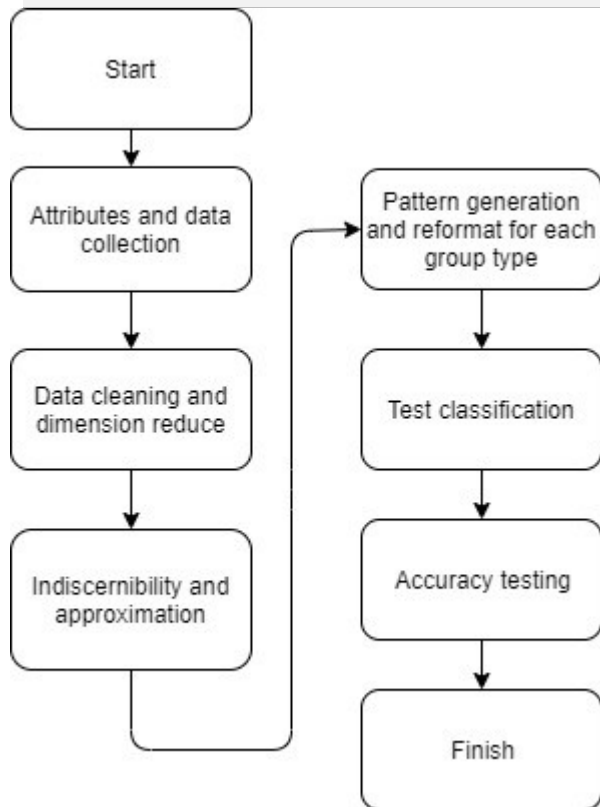 Start
Attributes and data
collection
Data cleaning and
dimension reduce
Indiscernibility and
approximation
Pattern generation
and reformat for each
group type
Test classification
Accuracy testing
Finish